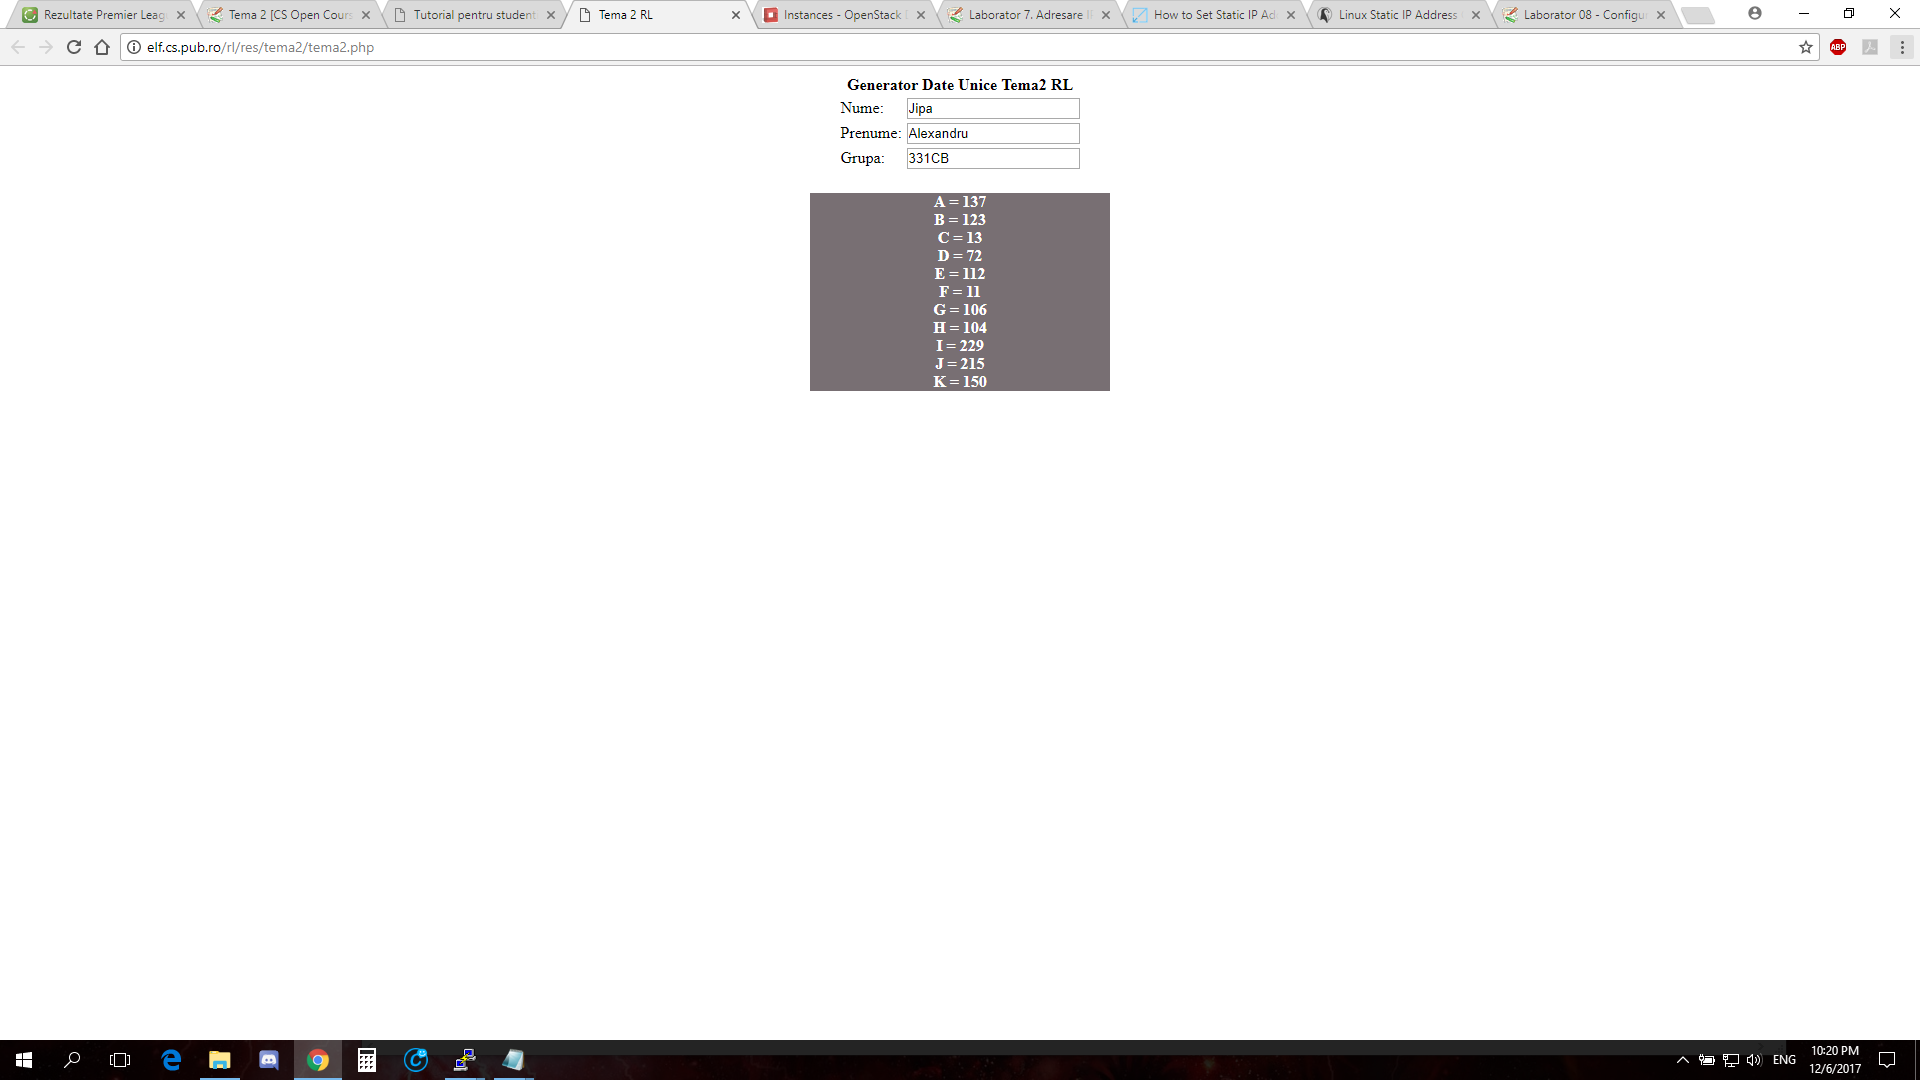 Rezultate Premier Leag
Tema 2 [CS Open Cours
Tutorial pentru student
Tema 2 RL
Instances - OpenStack
Laborator 7. Adresare
How to Set Static IP Ad
Linux Static IP Address
Laborator 08 - Configu
elf.cs.pub.ro/rl/res/tema2/tema2.php
ABP
Generator Date Unice Tema2 RL
Nume: Jipa
Prenume: Alexandru
Grupa: 331CB
A = 137
B = 123
C = 13
D = 72
E = 112
F = 11
G = 106
H = 104
I = 229
J = 215
K = 150
ENG
10:20 PM
12/6/2017